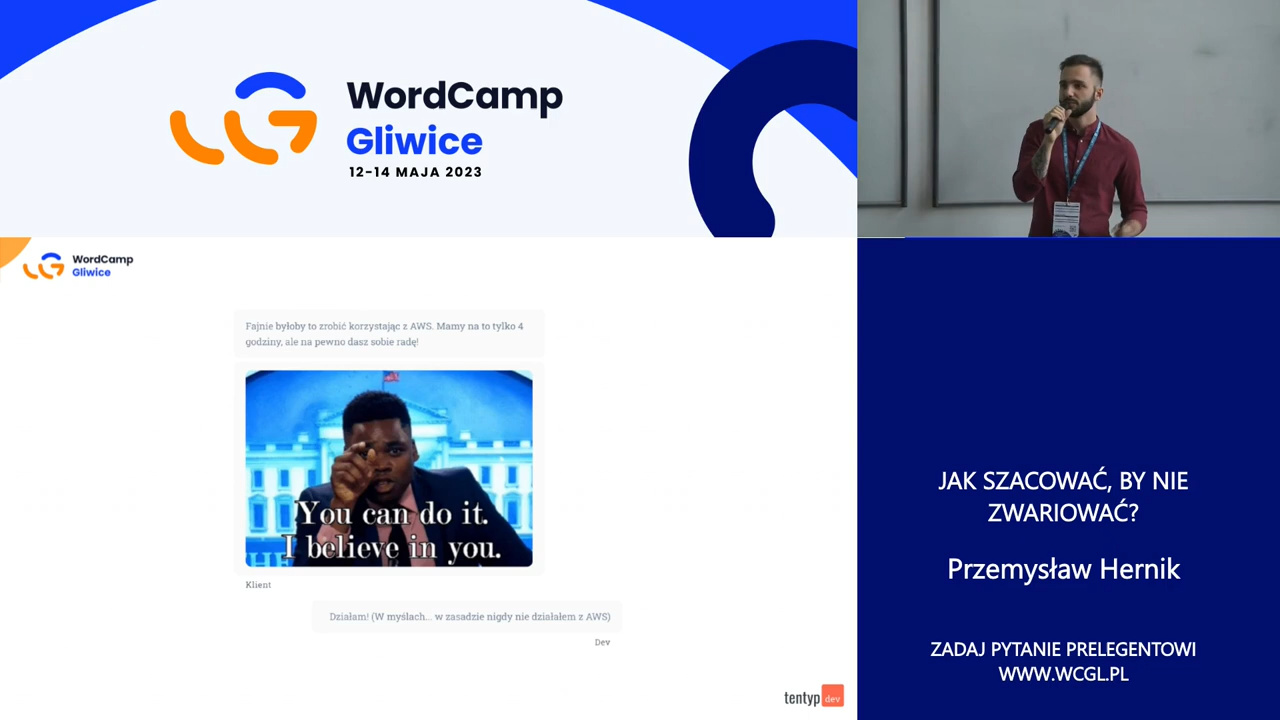 WordCamp
Gliwice
12-14 MAJA 2023
WordCamp
Gliwice
Fajnie byłoby to zrobić korzystając z AWS. Mamy na to tylko 4
godziny, ale na pewno dasz sobie radę!
You can do it.
I believe in you.
Klient
Działam! (W myślach... w zasadzie nigdy nie działałem z AWS)
Dev
tentyp dev
JAK SZACOWAĆ, BY NIE
ZWARIOWAĆ?
Przemysław Hernik
ZADAJ PYTANIE PRELEGENTOWI
WWW.WCGL.PL